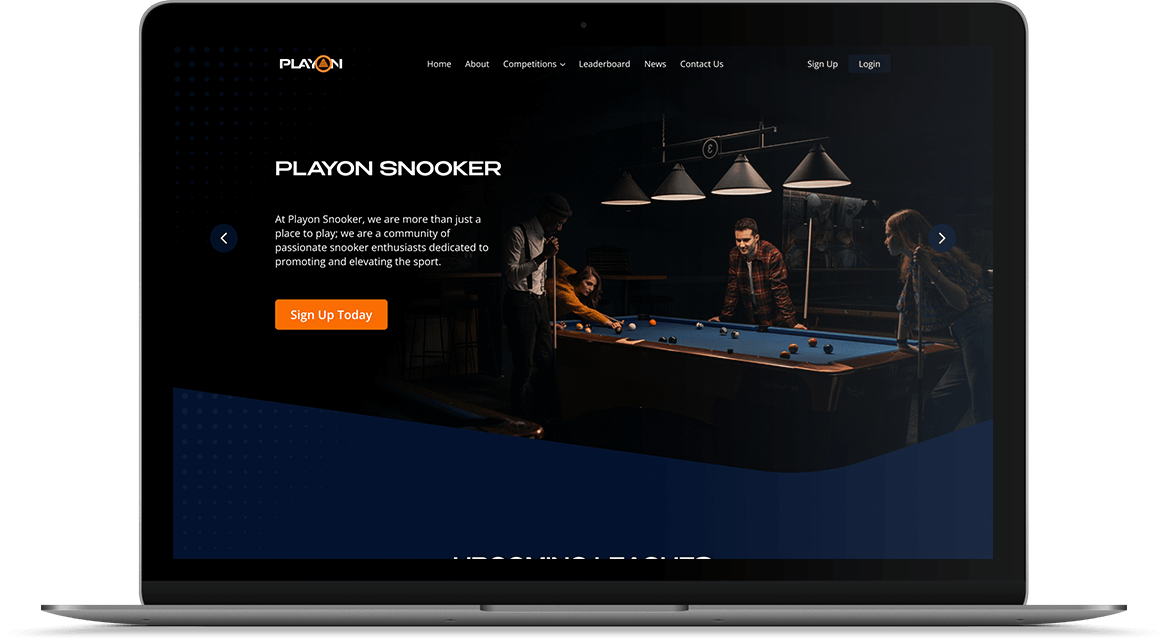 PLAYON
Home About Competitions Leaderboard News Contact Us
Sign Up Login
PLAYON SNOOKER
At Playon Snooker, we are more than just a
place to play; we are a community of
passionate snooker enthusiasts dedicated to
promoting and elevating the sport.
Sign Up Today
UPCOMING LEAGUES